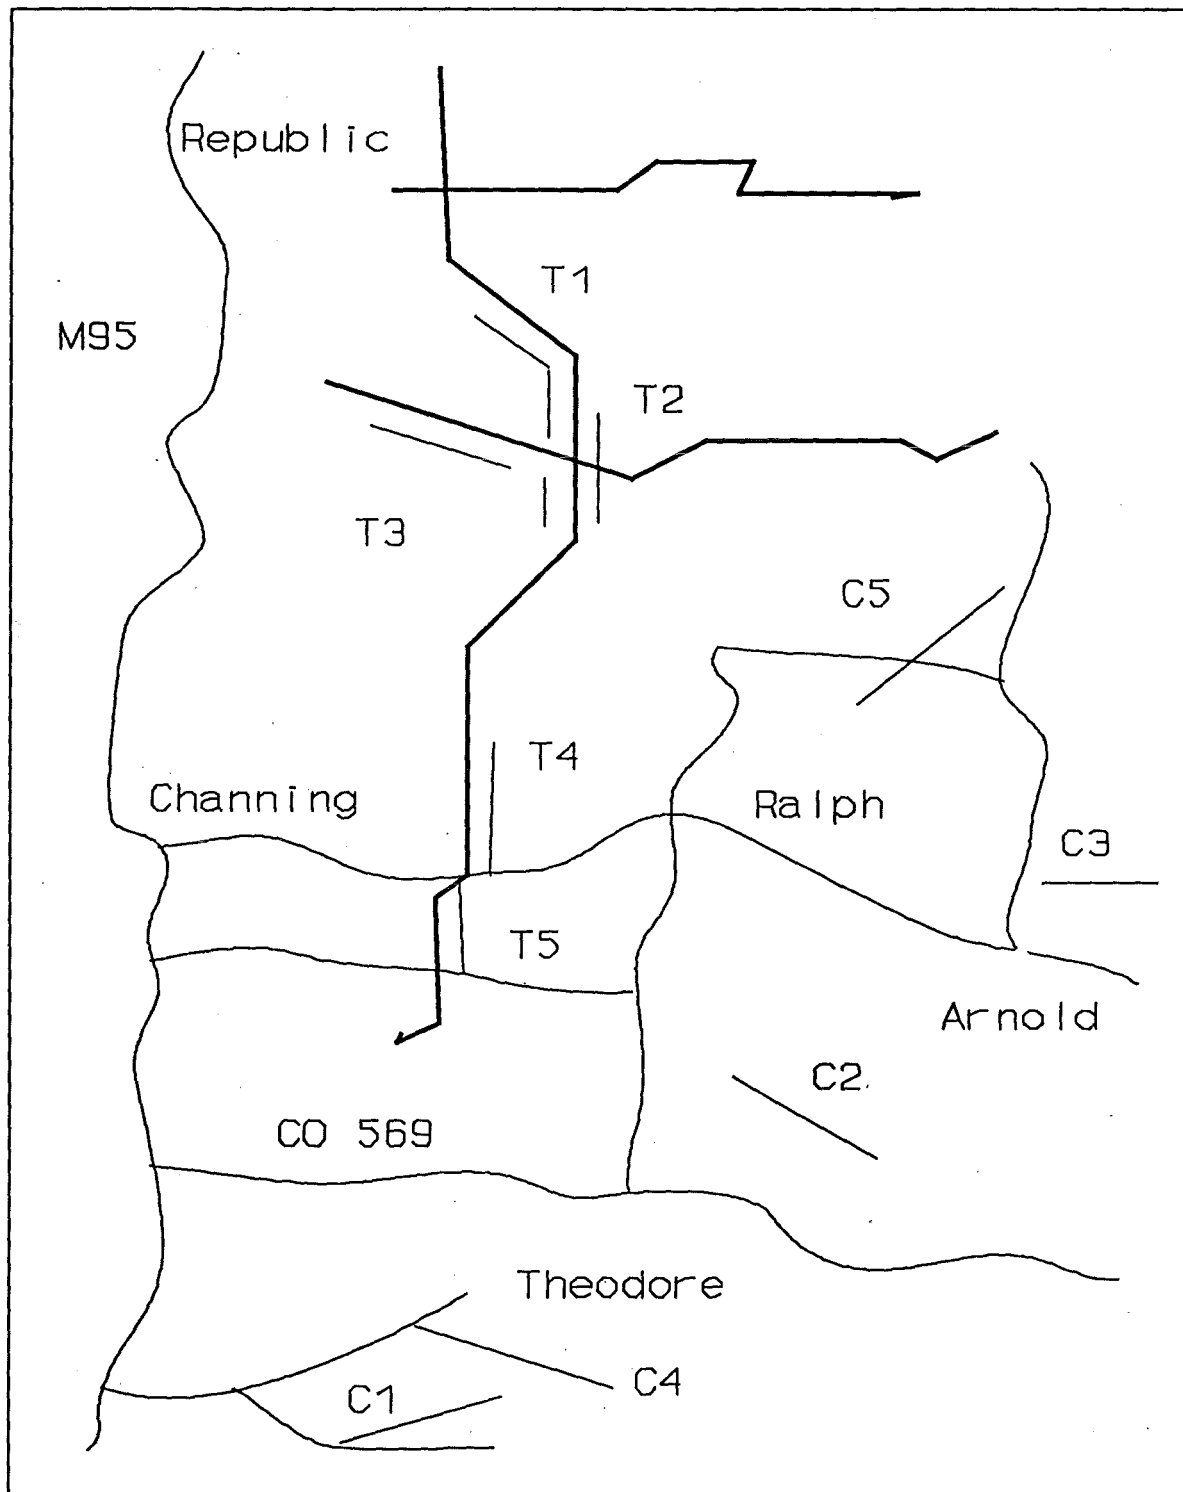 Republic
T1
M95
T2
T3
C5
T4
Channing
Ralph
C3
T5
Arnold
C2
CO 569
Theodore
C4
C1